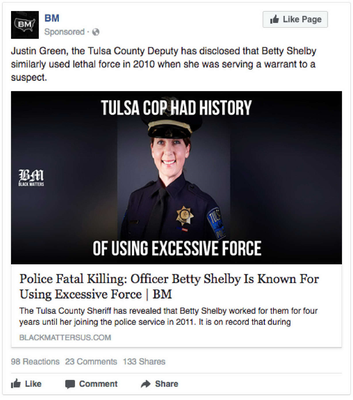 BM
BM
Sponsored ·
Like Page
Justin Green, the Tulsa County Deputy has disclosed that Betty Shelby
similarly used lethal force in 2010 when she was serving a warrant to a
suspect.
TULSA COP HAD HISTORY
BM
BLACK MATTERS
OF USING EXCESSIVE FORCE
Police Fatal Killing: Officer Betty Shelby Is Known For
Using Excessive Force | BM
The Tulsa County Sheriff has revealed that Betty Shelby worked for them for four
years until her joining the police service in 2011. It is on record that during
BLACKMATTERSUS.COM
98 Reactions 23 Comments 133 Shares
Like Comment Share